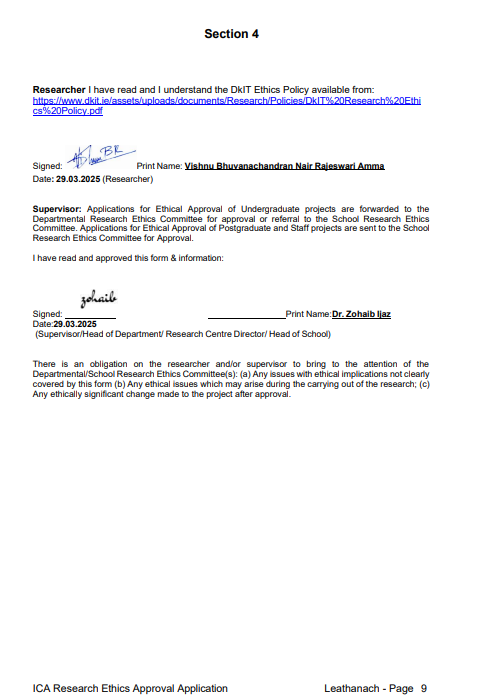 Section 4
Researcher I have read and I understand the DkIT Ethics Policy available from:
https://www.dkit.ie/assets/uploads/documents/Research/Policies/DkIT%20Research%20Ethi
cs%20Policy.pdf
Signed: Print Name: Vishnu Bhuvanachandran Nair Rajeswari Amma
Date: 29.03.2025 (Researcher)
Supervisor: Applications for Ethical Approval of Undergraduate projects are forwarded to the
Departmental Research Ethics Committee for approval or referral to the School Research Ethics
Committee. Applications for Ethical Approval of Postgraduate and Staff projects are sent to the School
Research Ethics Committee for Approval.
I have read and approved this form & information:
zohaib
Signed: Print Name:Dr. Zohaib Ijaz
Date:29.03.2025
(Supervisor/Head of Department/ Research Centre Director/ Head of School)
There is an obligation on the researcher and/or supervisor to bring to the attention of the
Departmental/School Research Ethics Committee(s): (a) Any issues with ethical implications not clearly
covered by this form (b) Any ethical issues which may arise during the carrying out of the research; (c)
Any ethically significant change made to the project after approval.
ICA Research Ethics Approval Application Leathanach - Page 9